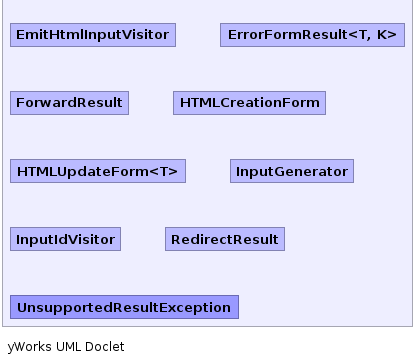 EmitHtmlInputVisitor
ErrorFormResult<T, K>
ForwardResult
HTMLCreationForm
HTMLUpdateForm<T>
InputGenerator
InputIdVisitor
RedirectResult
UnsupportedResultException
yWorks UML Doclet